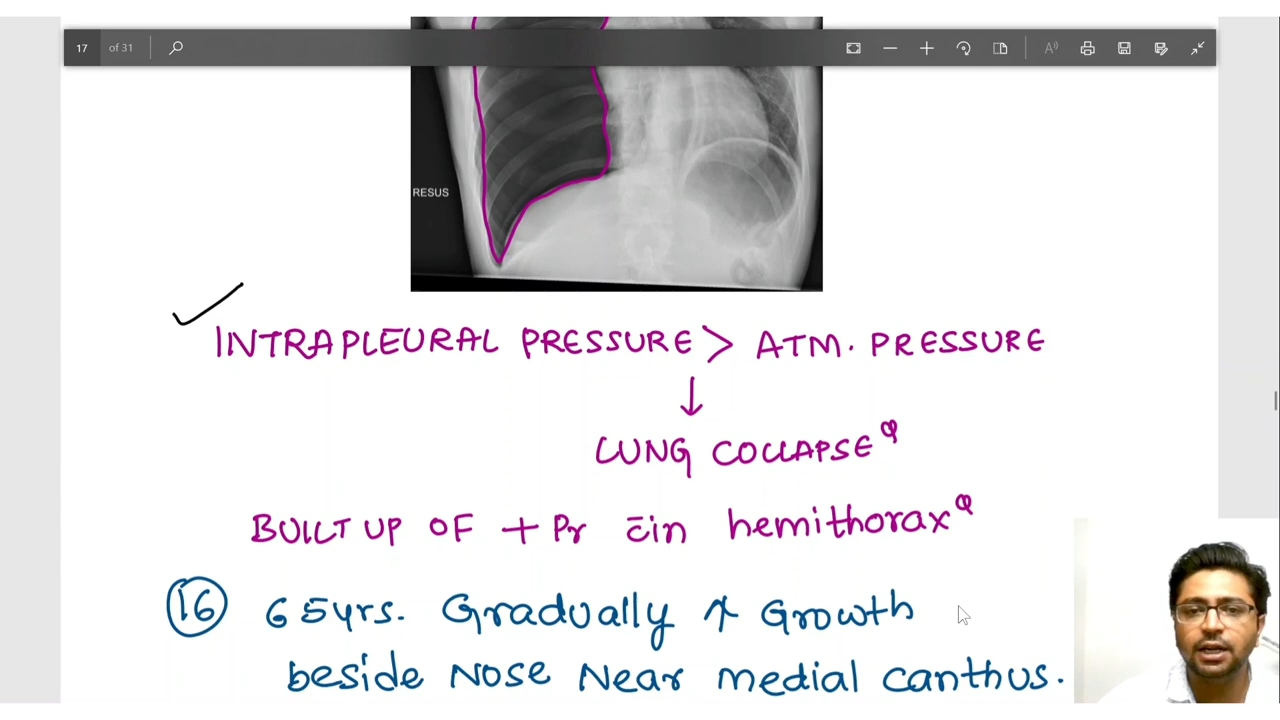 17 of 31
RESUS
INTRAPLEURAL PRESSURE > ATM. PRESSURE
↓
LUNG COLLAPSE
BUILT UP OF + Pr c̄in hemithorax
16 65yrs. Gradually ↑ Growth
beside NOSE Near medial canthus.